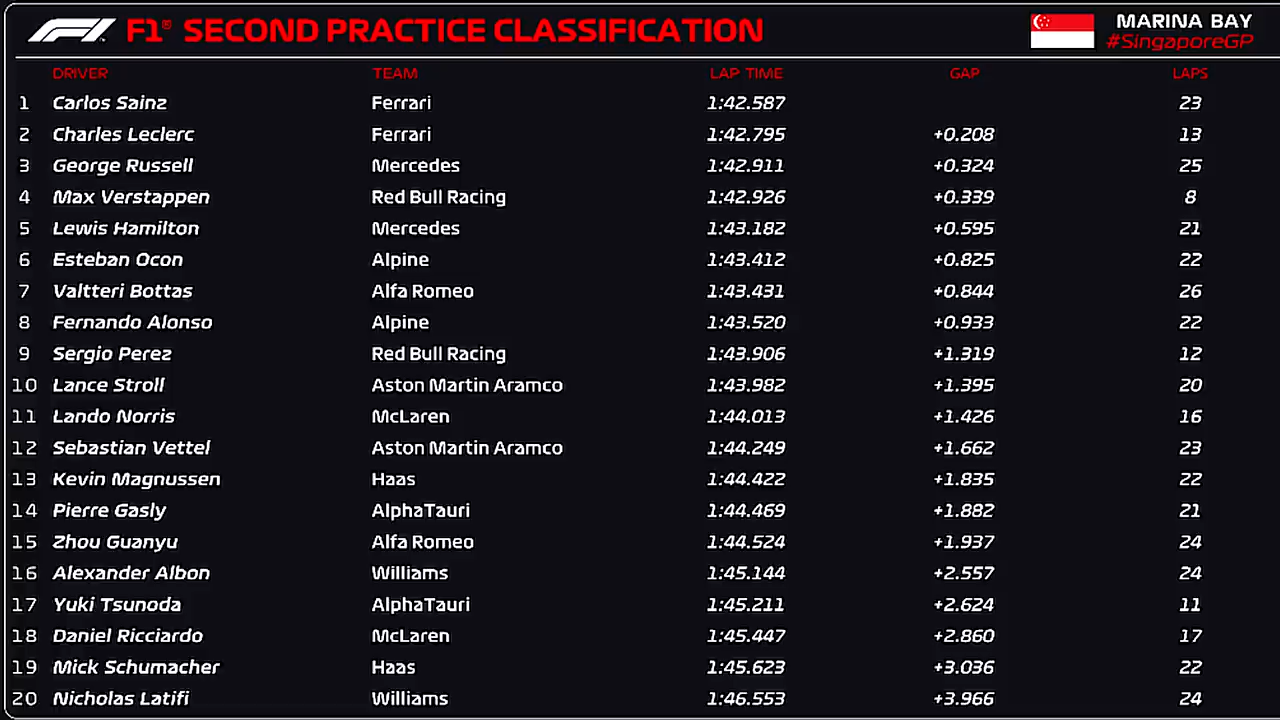 F1® SECOND PRACTICE CLASSIFICATION
MARINA BAY
#SingaporeGP
DRIVER TEAM LAP TIME GAP LAPS
1 Carlos Sainz Ferrari 1:42.587 23
2 Charles Leclerc Ferrari 1:42.795 +0.208 13
3 George Russell Mercedes 1:42.911 +0.324 25
4 Max Verstappen Red Bull Racing 1:42.926 +0.339 8
5 Lewis Hamilton Mercedes 1:43.182 +0.595 21
6 Esteban Ocon Alpine 1:43.412 +0.825 22
7 Valtteri Bottas Alfa Romeo 1:43.431 +0.844 26
8 Fernando Alonso Alpine 1:43.520 +0.933 22
9 Sergio Perez Red Bull Racing 1:43.906 +1.319 12
10 Lance Stroll Aston Martin Aramco 1:43.982 +1.395 20
11 Lando Norris McLaren 1:44.013 +1.426 16
12 Sebastian Vettel Aston Martin Aramco 1:44.249 +1.662 23
13 Kevin Magnussen Haas 1:44.422 +1.835 22
14 Pierre Gasly AlphaTauri 1:44.469 +1.882 21
15 Zhou Guanyu Alfa Romeo 1:44.524 +1.937 24
16 Alexander Albon Williams 1:45.144 +2.557 24
17 Yuki Tsunoda AlphaTauri 1:45.211 +2.624 11
18 Daniel Ricciardo McLaren 1:45.447 +2.860 17
19 Mick Schumacher Haas 1:45.623 +3.036 22
20 Nicholas Latifi Williams 1:46.553 +3.966 24